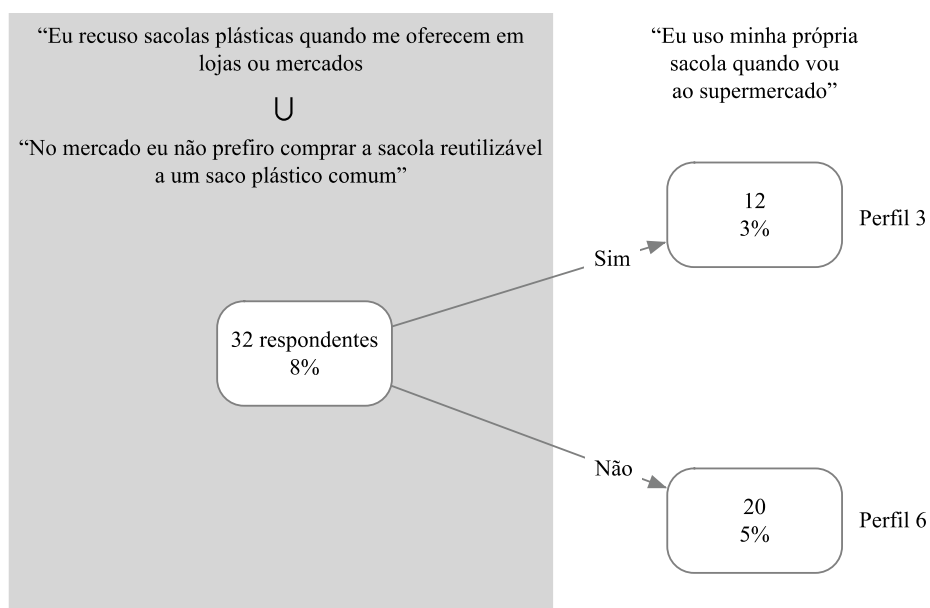 “Eu recuso sacolas plásticas quando me oferecem em
lojas ou mercados
∪
“No mercado eu não prefiro comprar a sacola reutilizável
a um saco plástico comum”
“Eu uso minha própria
sacola quando vou
ao supermercado”
32 respondentes
8%
Sim
12
3%
Perfil 3
Não
20
5%
Perfil 6